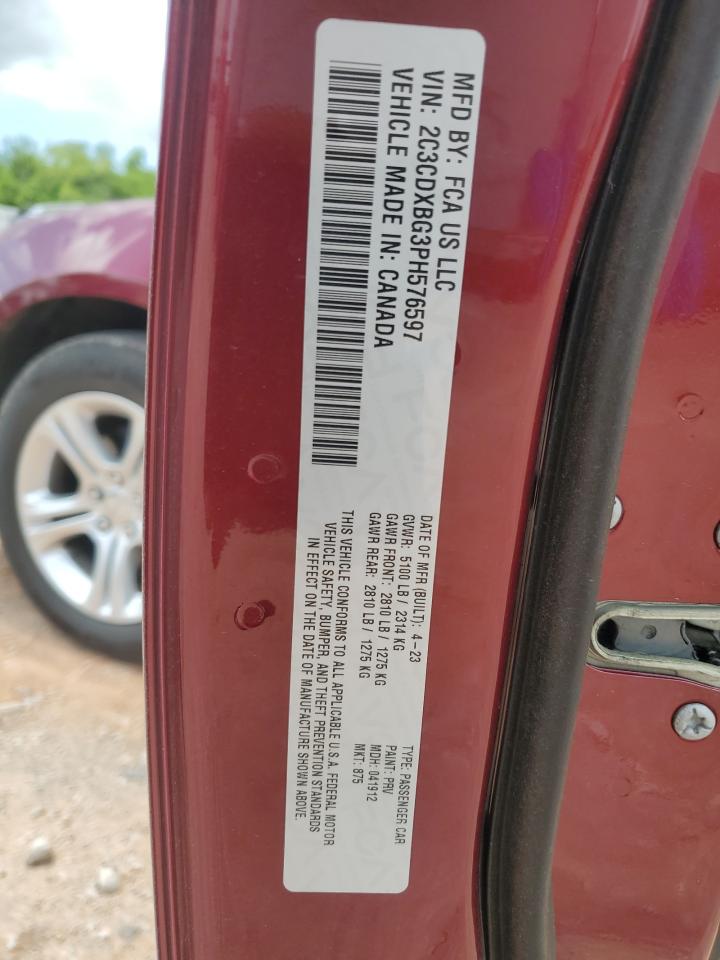 MFD BY: FCA US LLC
VIN: 2C3CDXBG3PH576597
VEHICLE MADE IN: CANADA
DATE OF MFR (BUILT): 4-23
GVWR: 5100 LB / 2314 KG
GAWR FRONT: 2810 LB / 1275 KG
GAWR REAR: 2810 LB / 1275 KG
TYPE: PASSENGER CAR
PAINT: PRV
MDH: 041912
MKT: 875
THIS VEHICLE CONFORMS TO ALL APPLICABLE U.S.A. FEDERAL MOTOR
VEHICLE SAFETY, BUMPER, AND THEFT PREVENTION STANDARDS
IN EFFECT ON THE DATE OF MANUFACTURE SHOWN ABOVE.